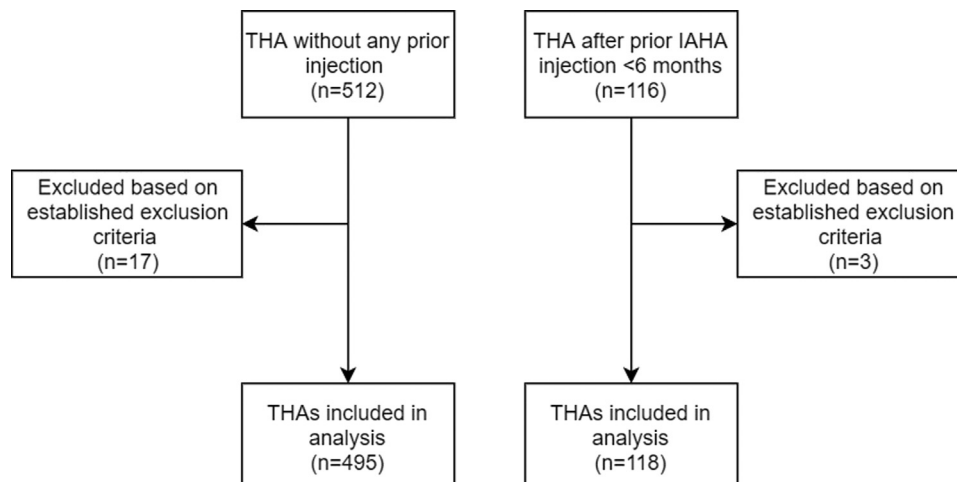 THA without any prior
injection
(n=512)
THA after prior IAHA
injection <6 months
(n=116)
Excluded based on
established exclusion
criteria
(n=17)
Excluded based on
established exclusion
criteria
(n=3)
THAs included in
analysis
(n=495)
THAs included in
analysis
(n=118)